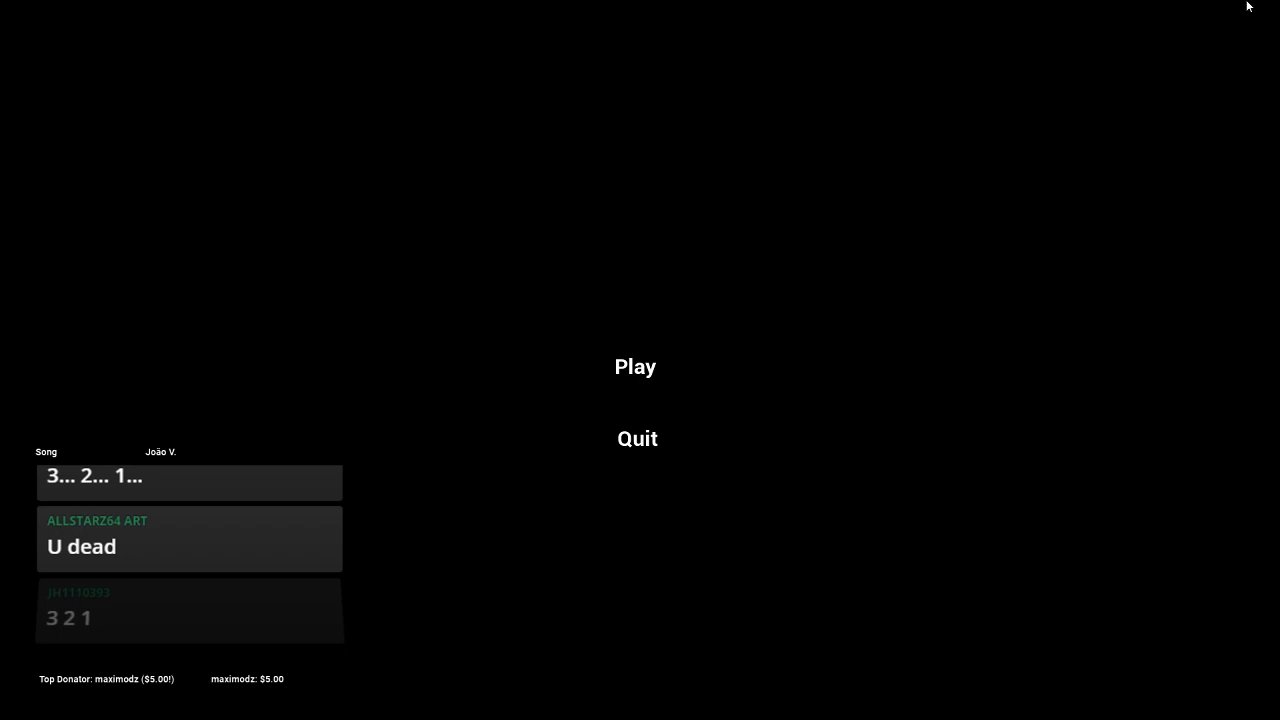 Play
Quit
Song João V.
3... 2... 1...
ALLSTARZ64 ART
U dead
JH1110393
3 2 1
Top Donator: maximodz ($5.00!) maximodz: $5.00